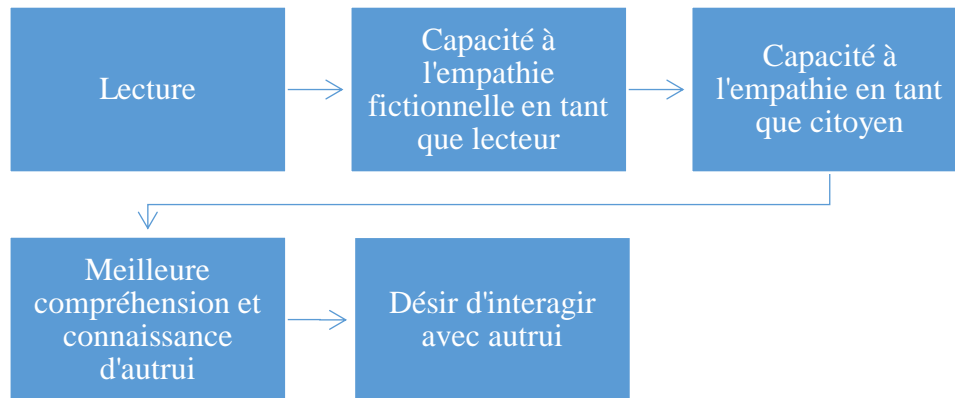 Lecture
Capacité à
l'empathie
fictionnelle en tant
que lecteur
Capacité à
l'empathie en tant
que citoyen
Meilleure
compréhension et
connaissance
d'autrui
Désir d'interagir
avec autrui